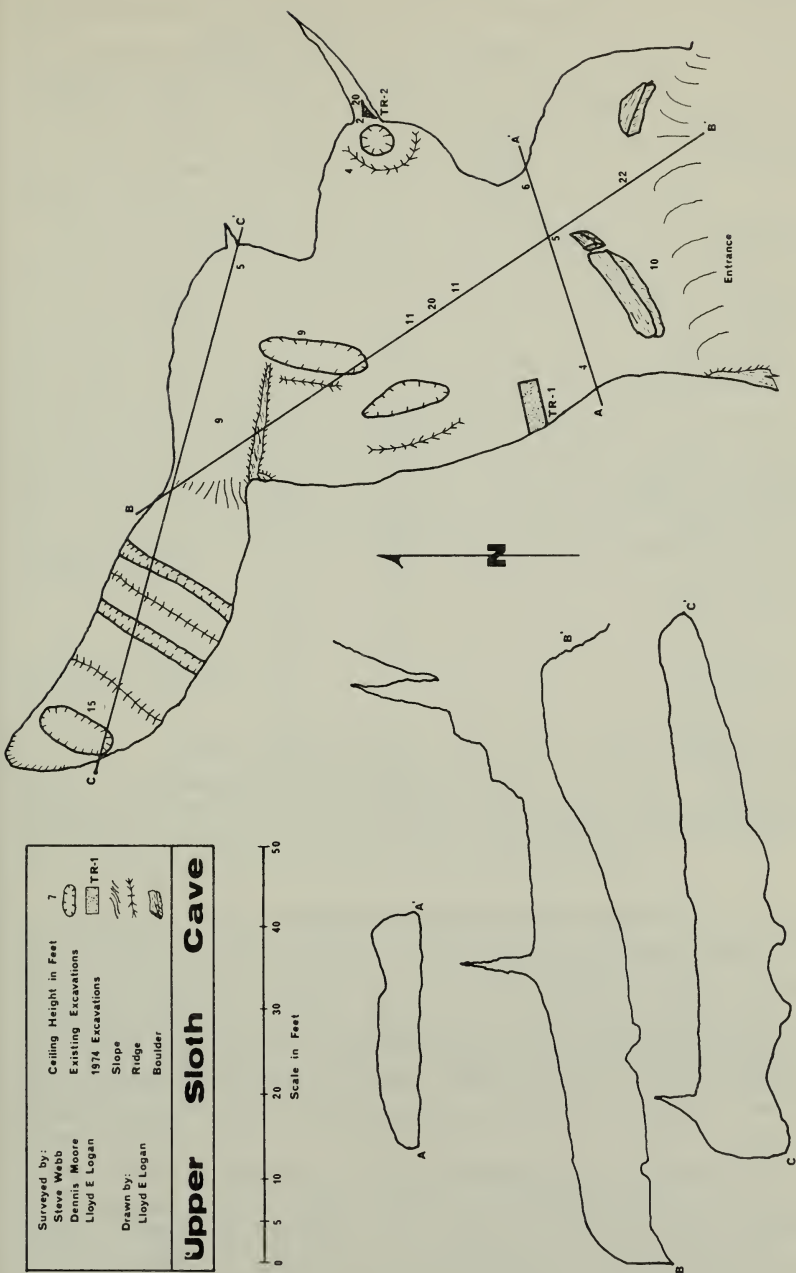 Surveyed by:
Steve Webb
Dennis Moore
Lloyd E Logan
Drawn by:
Lloyd E Logan
Ceiling Height in Feet 7
Existing Excavations
1974 Excavations TR-1
Slope
Ridge
Boulder
Upper Sloth Cave
0 5 10 20 30 40 50
Scale in Feet
C
15
B
9
5
C'
9
4
2
20
TR-2
11
20
11
TR-1
A
4
5
6
A'
10
22
B'
Entrance
N
A
A'
B
B'
C
C'